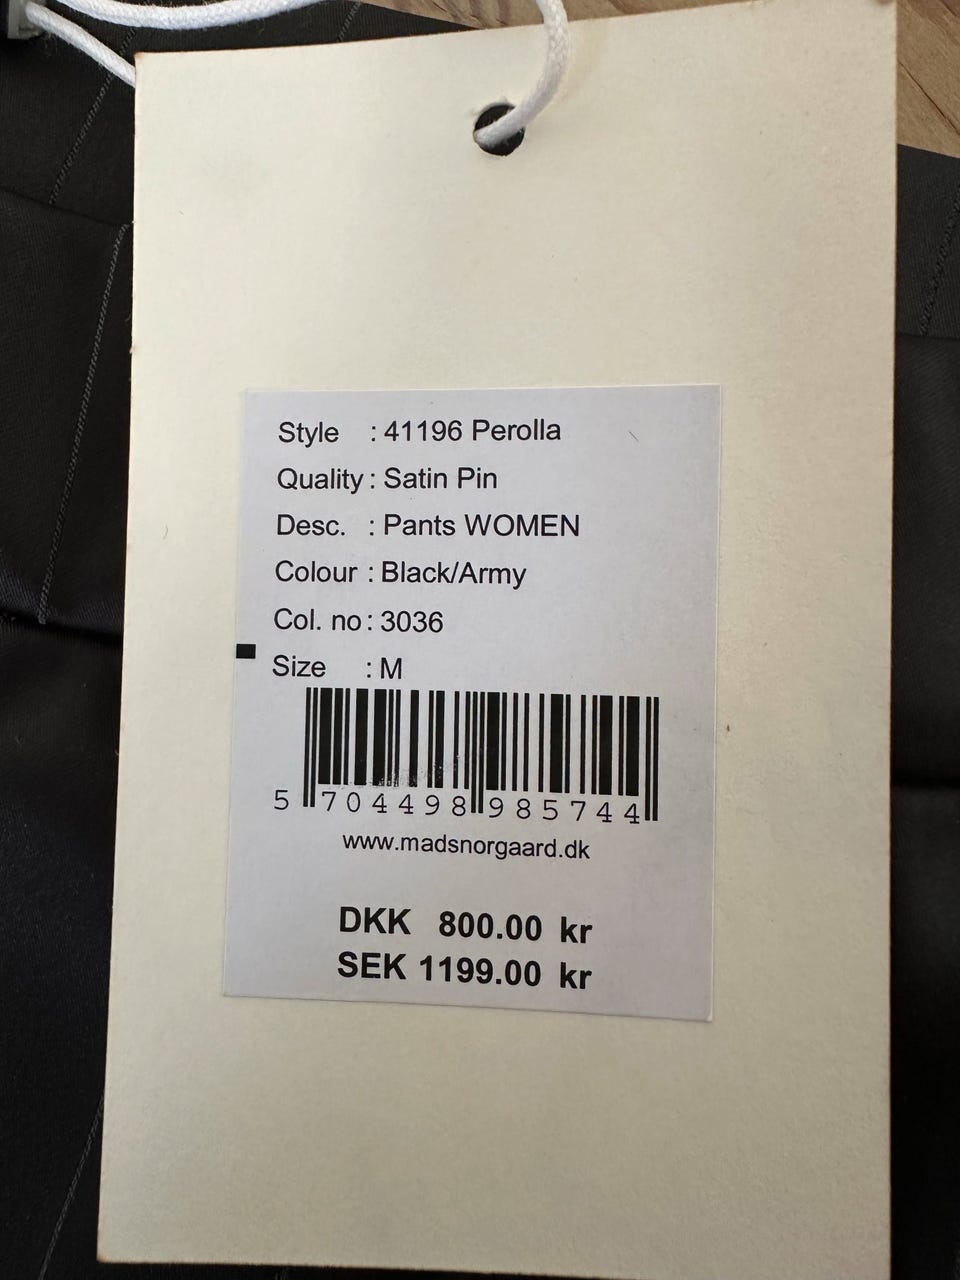 Style : 41196 Perolla
Quality : Satin Pin
Desc. : Pants WOMEN
Colour : Black/Army
Col. no : 3036
Size : M
5 704498 985744
www.madsnorgaard.dk
DKK 800.00 kr
SEK 1199.00 kr